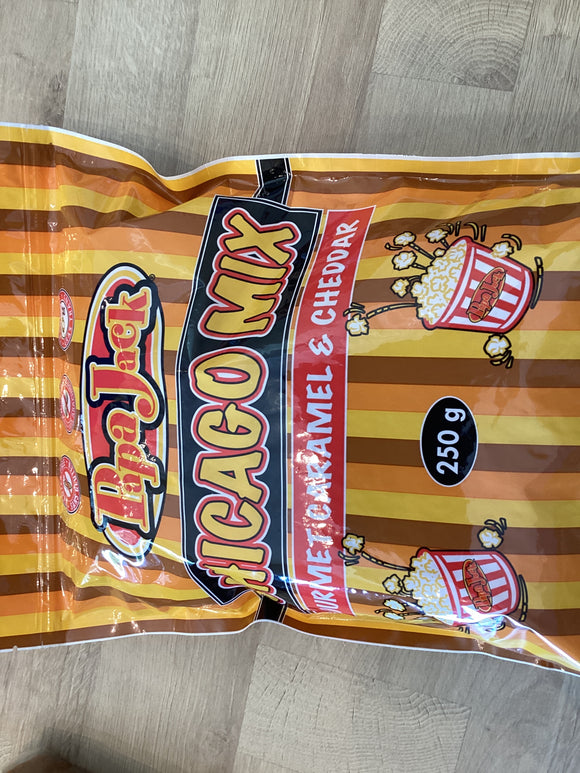 Papa Jack
HICAGO MIX
URMET CARAMEL & CHEDDAR
250 g